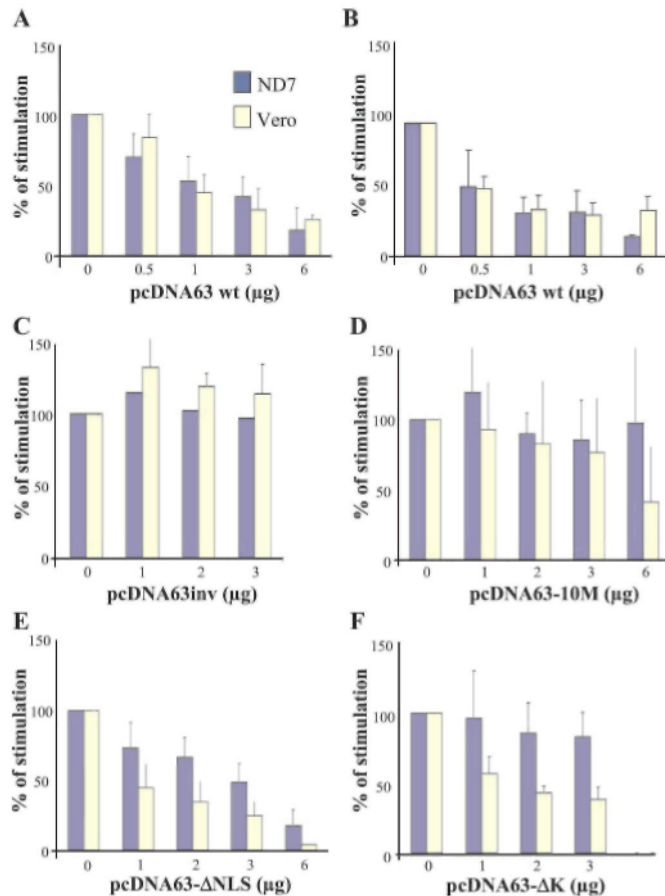 A
150
100
50
0
% of stimulation
ND7
Vero
0 0.5 1 3 6
pcDNA63 wt (µg)
B
150
100
50
0
% of stimulation
0 0.5 1 3 6
pcDNA63 wt (µg)
C
150
100
50
0
% of stimulation
0 1 2 3
pcDNA63inv (µg)
D
150
100
50
0
% of stimulation
0 1 2 3 6
pcDNA63-10M (µg)
E
150
100
50
0
% of stimulation
0 1 2 3 6
pcDNA63-ΔNLS (µg)
F
150
100
50
0
% of stimulation
0 1 2 3
pcDNA63-ΔK (µg)